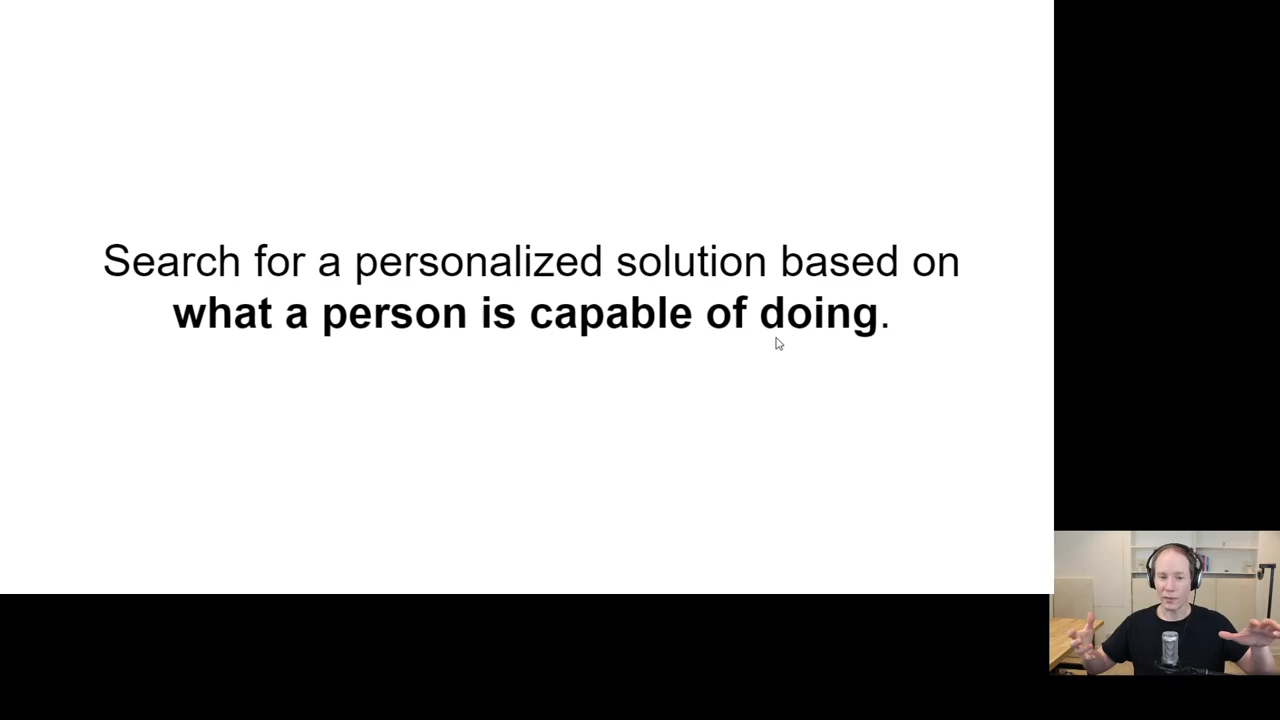 Search for a personalized solution based on
what a person is capable of doing.